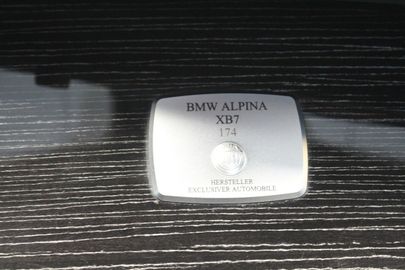 BMW ALPINA
XB7
174
HERSTELLER
EXCLUSIVER AUTOMOBILE